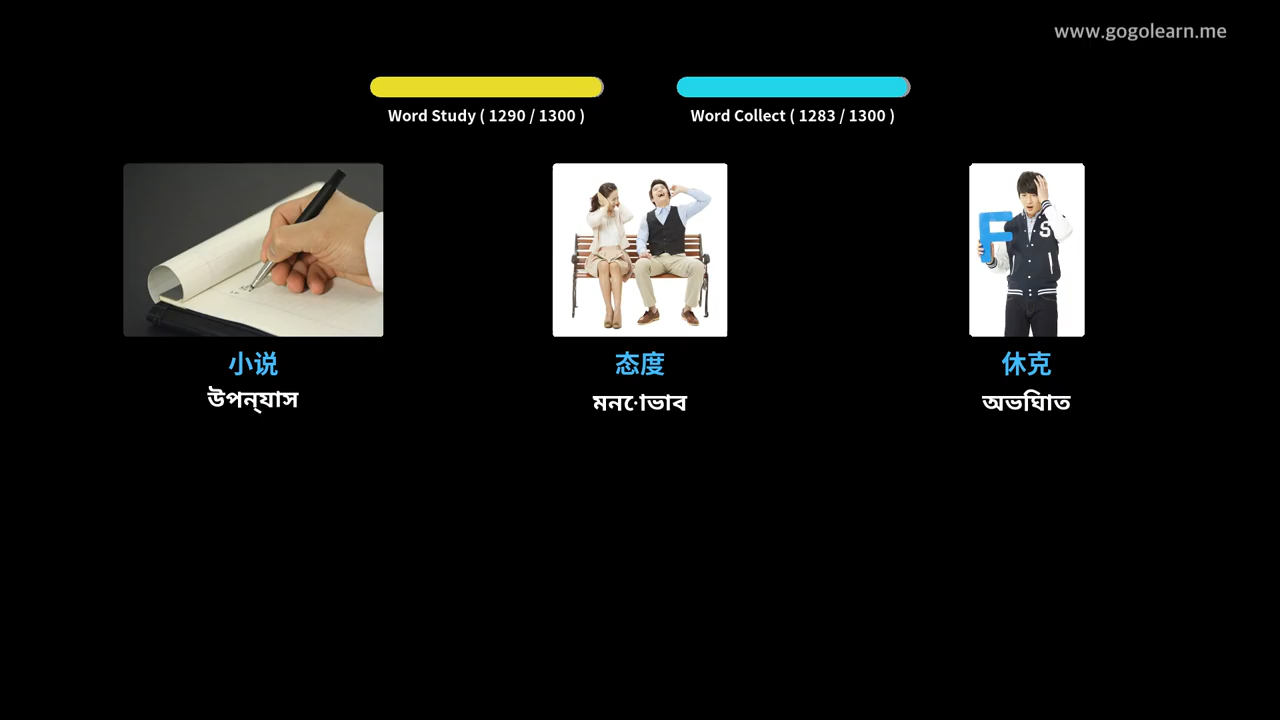 www.gogolearn.me
Word Study ( 1290 / 1300 )
Word Collect ( 1283 / 1300 )
F
S
小说
态度
休克
উপন্যাস
মনোভাব
অভিঘাত